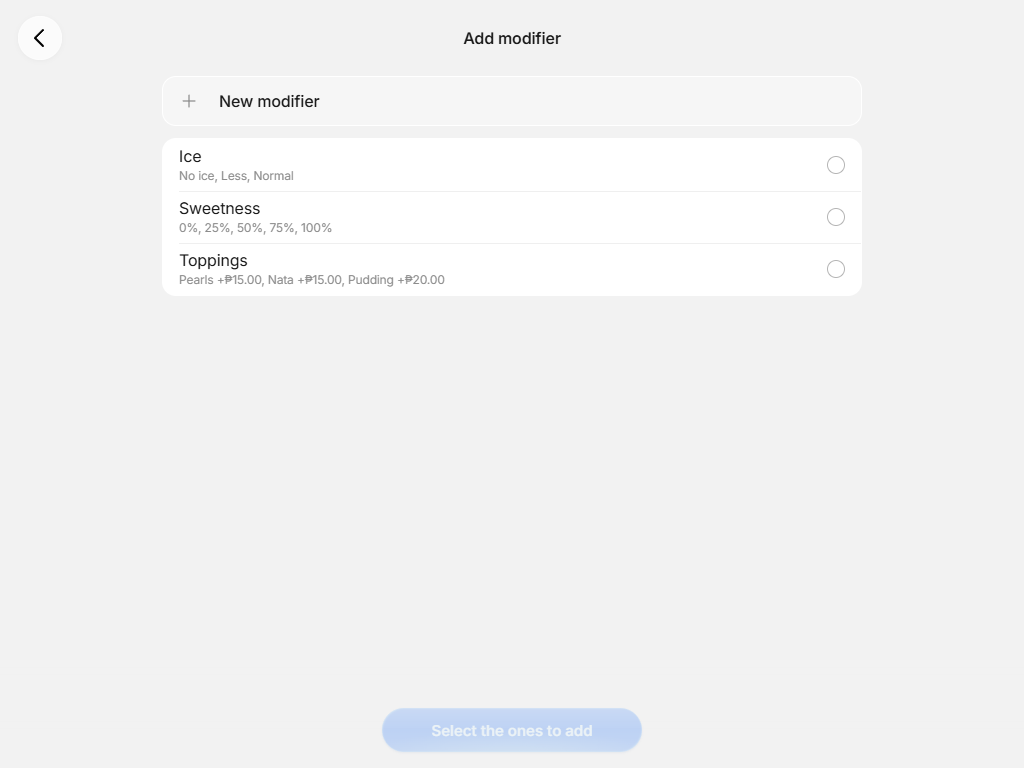 Add modifier
New modifier
Ice
No ice, Less, Normal
Sweetness
0%, 25%, 50%, 75%, 100%
Toppings
Pearls +₱15.00, Nata +₱15.00, Pudding +₱20.00
Select the ones to add